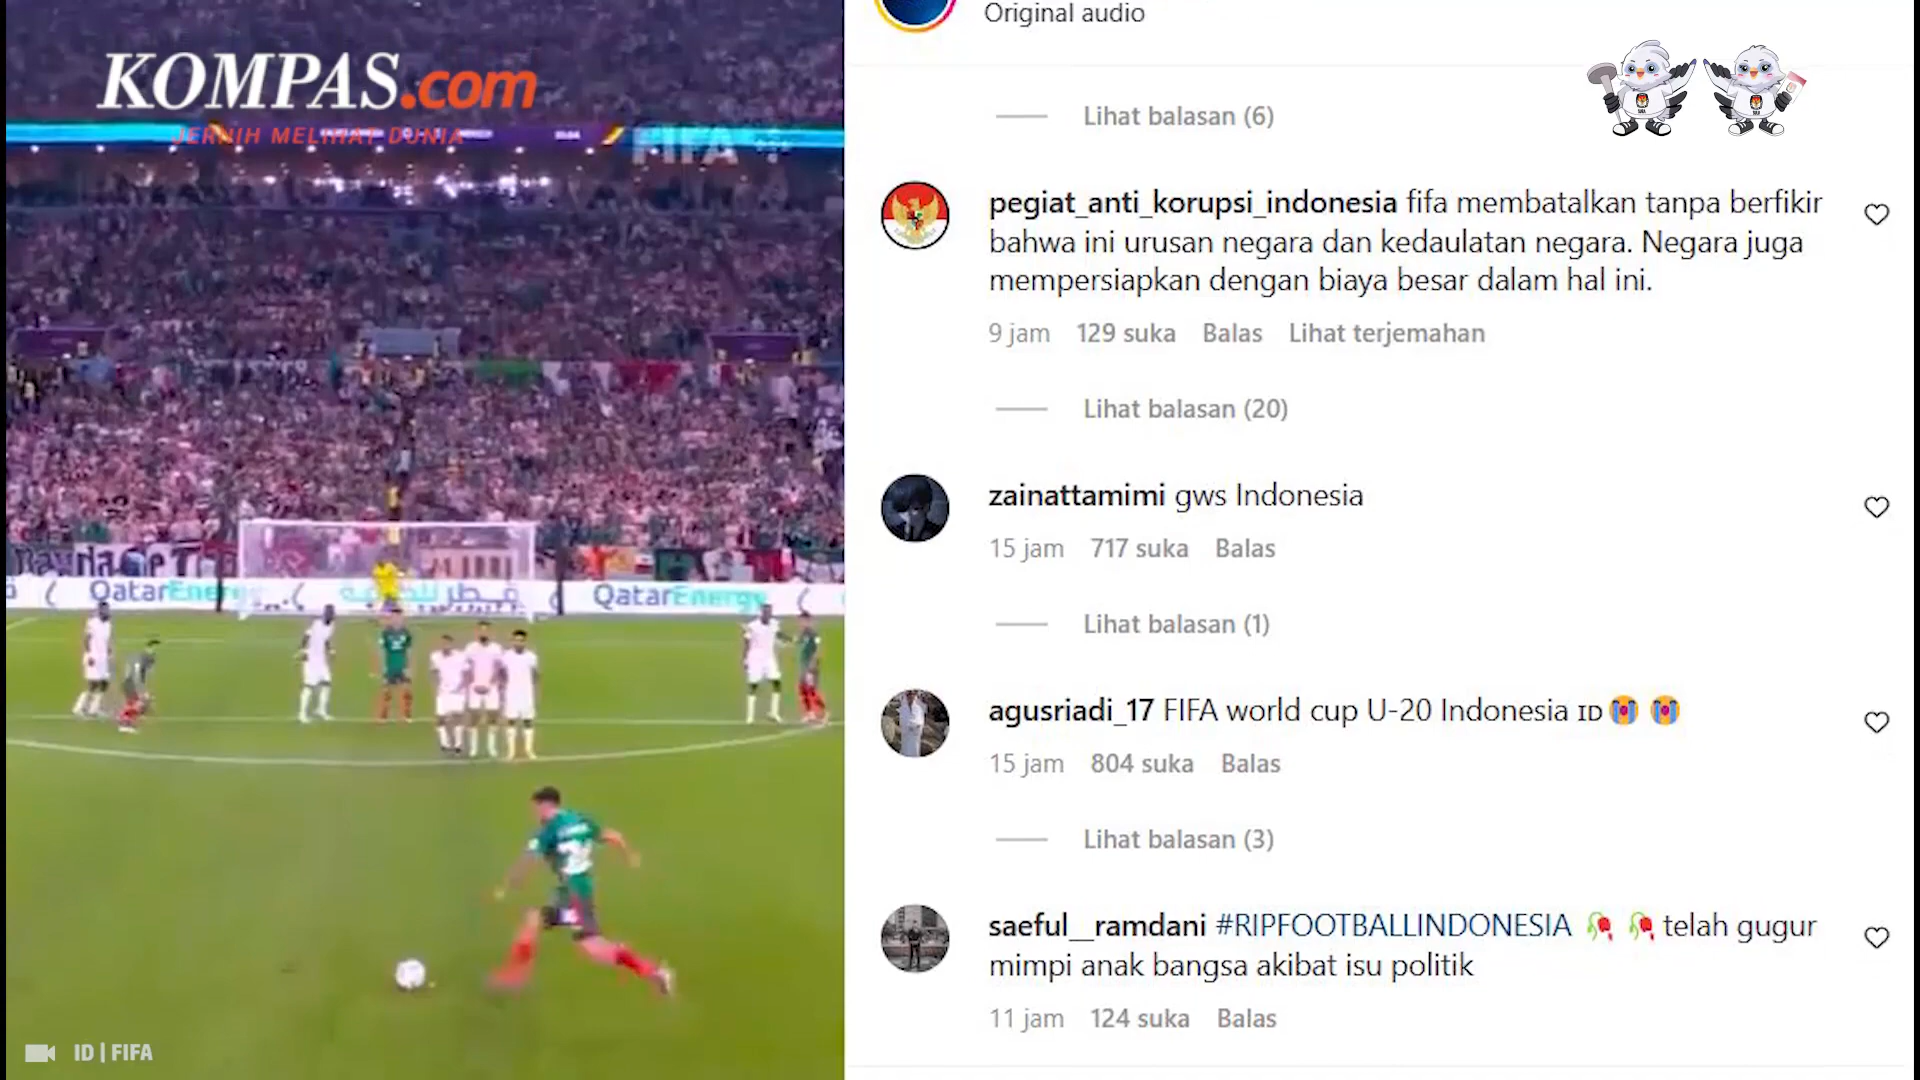 KOMPAS.com
JERNIH MELIHAT DUNIA
FIFA+
QatarEnergy
قطر للطاقة
QatarEnergy
ID | FIFA
Original audio
Lihat balasan (6)
pegiat_anti_korupsi_indonesia fifa membatalkan tanpa berfikir
bahwa ini urusan negara dan kedaulatan negara. Negara juga
mempersiapkan dengan biaya besar dalam hal ini.
9 jam 129 suka Balas Lihat terjemahan
Lihat balasan (20)
zainattamimi gws Indonesia
15 jam 717 suka Balas
Lihat balasan (1)
agusriadi_17 FIFA world cup U-20 Indonesia ID😭 😭
15 jam 804 suka Balas
Lihat balasan (3)
saeful__ramdani #RIPFOOTBALLINDONESIA 🥀 🥀 telah gugur
mimpi anak bangsa akibat isu politik
11 jam 124 suka Balas